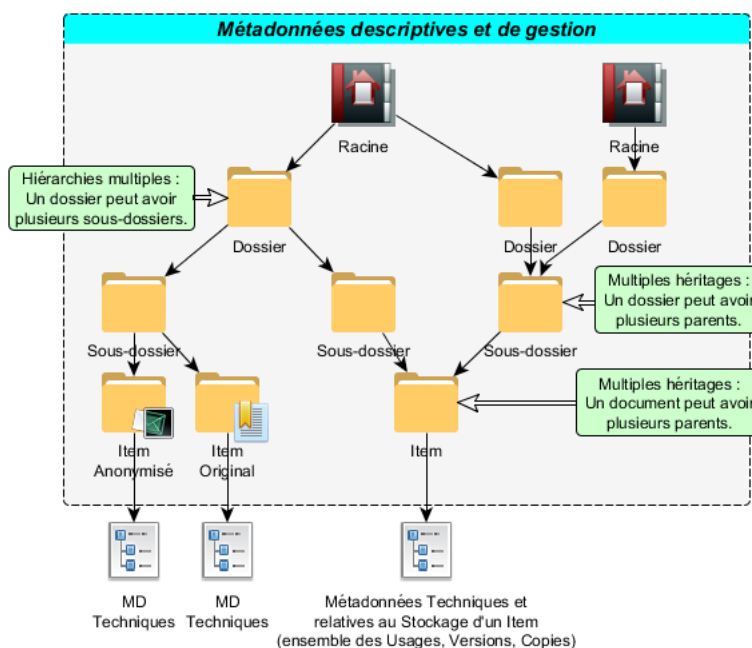 Métadonnées descriptives et de gestion
Racine
Racine
Hiérarchies multiples :
Un dossier peut avoir
plusieurs sous-dossiers.
Dossier
Dossier
Dossier
Multiples héritages :
Un dossier peut avoir
plusieurs parents.
Sous-dossier
Sous-dossier
Sous-dossier
Multiples héritages :
Un document peut avoir
plusieurs parents.
Item
Anonymisé
Item
Original
Item
MD
Techniques
MD
Techniques
Métadonnées Techniques et
relatives au Stockage d'un Item
(ensemble des Usages, Versions, Copies)